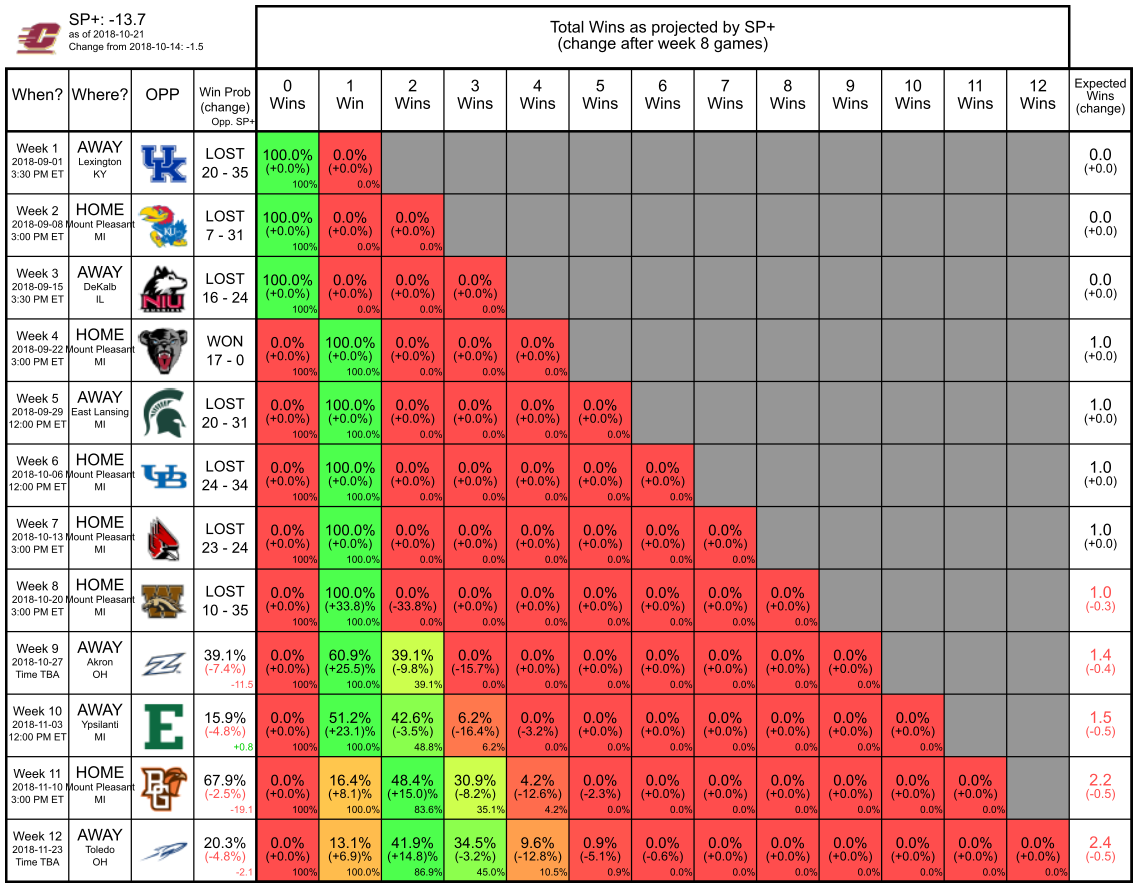 SP+: -13.7
as of 2018-10-21
Change from 2018-10-14: -1.5
Total Wins as projected by SP+
(change after week 8 games)
When? Where? OPP Win Prob (change) Opp. SP+ 0 Wins 1 Win 2 Wins 3 Wins 4 Wins 5 Wins 6 Wins 7 Wins 8 Wins 9 Wins 10 Wins 11 Wins 12 Wins Expected Wins (change)
Week 1 AWAY LOST 100.0% 0.0% 0.0
2018-09-01 Lexington UK 20 - 35 (+0.0%) (+0.0%) (+0.0)
3:30 PM ET KY 100% 0.0%
Week 2 HOME LOST 100.0% 0.0% 0.0% 0.0
2018-09-08 Mount Pleasant KU 7 - 31 (+0.0%) (+0.0%) (+0.0%) (+0.0)
3:00 PM ET MI 100% 0.0% 0.0%
Week 3 AWAY LOST 100.0% 0.0% 0.0% 0.0% 0.0
2018-09-15 DeKalb NIU 16 - 24 (+0.0%) (+0.0%) (+0.0%) (+0.0%) (+0.0)
3:30 PM ET IL 100% 0.0% 0.0% 0.0%
Week 4 HOME WON 0.0% 100.0% 0.0% 0.0% 0.0% 1.0
2018-09-22 Mount Pleasant 17 - 0 (+0.0%) (+0.0%) (+0.0%) (+0.0%) (+0.0%) (+0.0)
3:00 PM ET MI 100% 100.0% 0.0% 0.0% 0.0%
Week 5 AWAY LOST 0.0% 100.0% 0.0% 0.0% 0.0% 0.0% 1.0
2018-09-29 East Lansing 20 - 31 (+0.0%) (+0.0%) (+0.0%) (+0.0%) (+0.0%) (+0.0%) (+0.0)
12:00 PM ET MI 100% 100.0% 0.0% 0.0% 0.0% 0.0%
Week 6 HOME LOST 0.0% 100.0% 0.0% 0.0% 0.0% 0.0% 0.0% 1.0
2018-10-06 Mount Pleasant UB 24 - 34 (+0.0%) (+0.0%) (+0.0%) (+0.0%) (+0.0%) (+0.0%) (+0.0%) (+0.0)
12:00 PM ET MI 100% 100.0% 0.0% 0.0% 0.0% 0.0% 0.0%
Week 7 HOME LOST 0.0% 100.0% 0.0% 0.0% 0.0% 0.0% 0.0% 0.0% 1.0
2018-10-13 Mount Pleasant 23 - 24 (+0.0%) (+0.0%) (+0.0%) (+0.0%) (+0.0%) (+0.0%) (+0.0%) (+0.0%) (+0.0)
3:00 PM ET MI 100% 100.0% 0.0% 0.0% 0.0% 0.0% 0.0% 0.0%
Week 8 HOME LOST 0.0% 100.0% 0.0% 0.0% 0.0% 0.0% 0.0% 0.0% 0.0% 1.0
2018-10-20 Mount Pleasant W 10 - 35 (+0.0%) (+33.8)% (-33.8%) (+0.0%) (+0.0%) (+0.0%) (+0.0%) (+0.0%) (+0.0%) (-0.3)
3:00 PM ET MI 100% 100.0% 0.0% 0.0% 0.0% 0.0% 0.0% 0.0% 0.0%
Week 9 AWAY 39.1% 0.0% 60.9% 39.1% 0.0% 0.0% 0.0% 0.0% 0.0% 0.0% 0.0% 1.4
2018-10-27 Akron (-7.4%) (+0.0%) (+25.5)% (-9.8%) (-15.7%) (+0.0%) (+0.0%) (+0.0%) (+0.0%) (+0.0%) (+0.0%) (-0.4)
Time TBA OH -11.5 100% 100.0% 39.1% 0.0% 0.0% 0.0% 0.0% 0.0% 0.0% 0.0%
Week 10 AWAY 15.9% 0.0% 51.2% 42.6% 6.2% 0.0% 0.0% 0.0% 0.0% 0.0% 0.0% 0.0% 1.5
2018-11-03 Ypsilanti E (-4.8%) (+0.0%) (+23.1)% (-3.5%) (-16.4%) (-3.2%) (+0.0%) (+0.0%) (+0.0%) (+0.0%) (+0.0%) (+0.0%) (-0.5)
12:00 PM ET MI +0.8 100% 100.0% 48.8% 6.2% 0.0% 0.0% 0.0% 0.0% 0.0% 0.0% 0.0%
Week 11 HOME 67.9% 0.0% 16.4% 48.4% 30.9% 4.2% 0.0% 0.0% 0.0% 0.0% 0.0% 0.0% 0.0% 2.2
2018-11-10 Mount Pleasant BG (-2.5%) (+0.0%) (+8.1)% (+15.0)% (-8.2%) (-12.6%) (-2.3%) (+0.0%) (+0.0%) (+0.0%) (+0.0%) (+0.0%) (+0.0%) (-0.5)
3:00 PM ET MI -19.1 100% 100.0% 83.6% 35.1% 4.2% 0.0% 0.0% 0.0% 0.0% 0.0% 0.0% 0.0%
Week 12 AWAY 20.3% 0.0% 13.1% 41.9% 34.5% 9.6% 0.9% 0.0% 0.0% 0.0% 0.0% 0.0% 0.0% 0.0% 2.4
2018-11-23 Toledo (-4.8%) (+0.0%) (+6.9)% (+14.8)% (-3.2%) (-12.8%) (-5.1%) (-0.6%) (+0.0%) (+0.0%) (+0.0%) (+0.0%) (+0.0%) (+0.0%) (-0.5)
Time TBA OH -2.1 100% 100.0% 86.9% 45.0% 10.5% 0.9% 0.0% 0.0% 0.0% 0.0% 0.0% 0.0% 0.0%